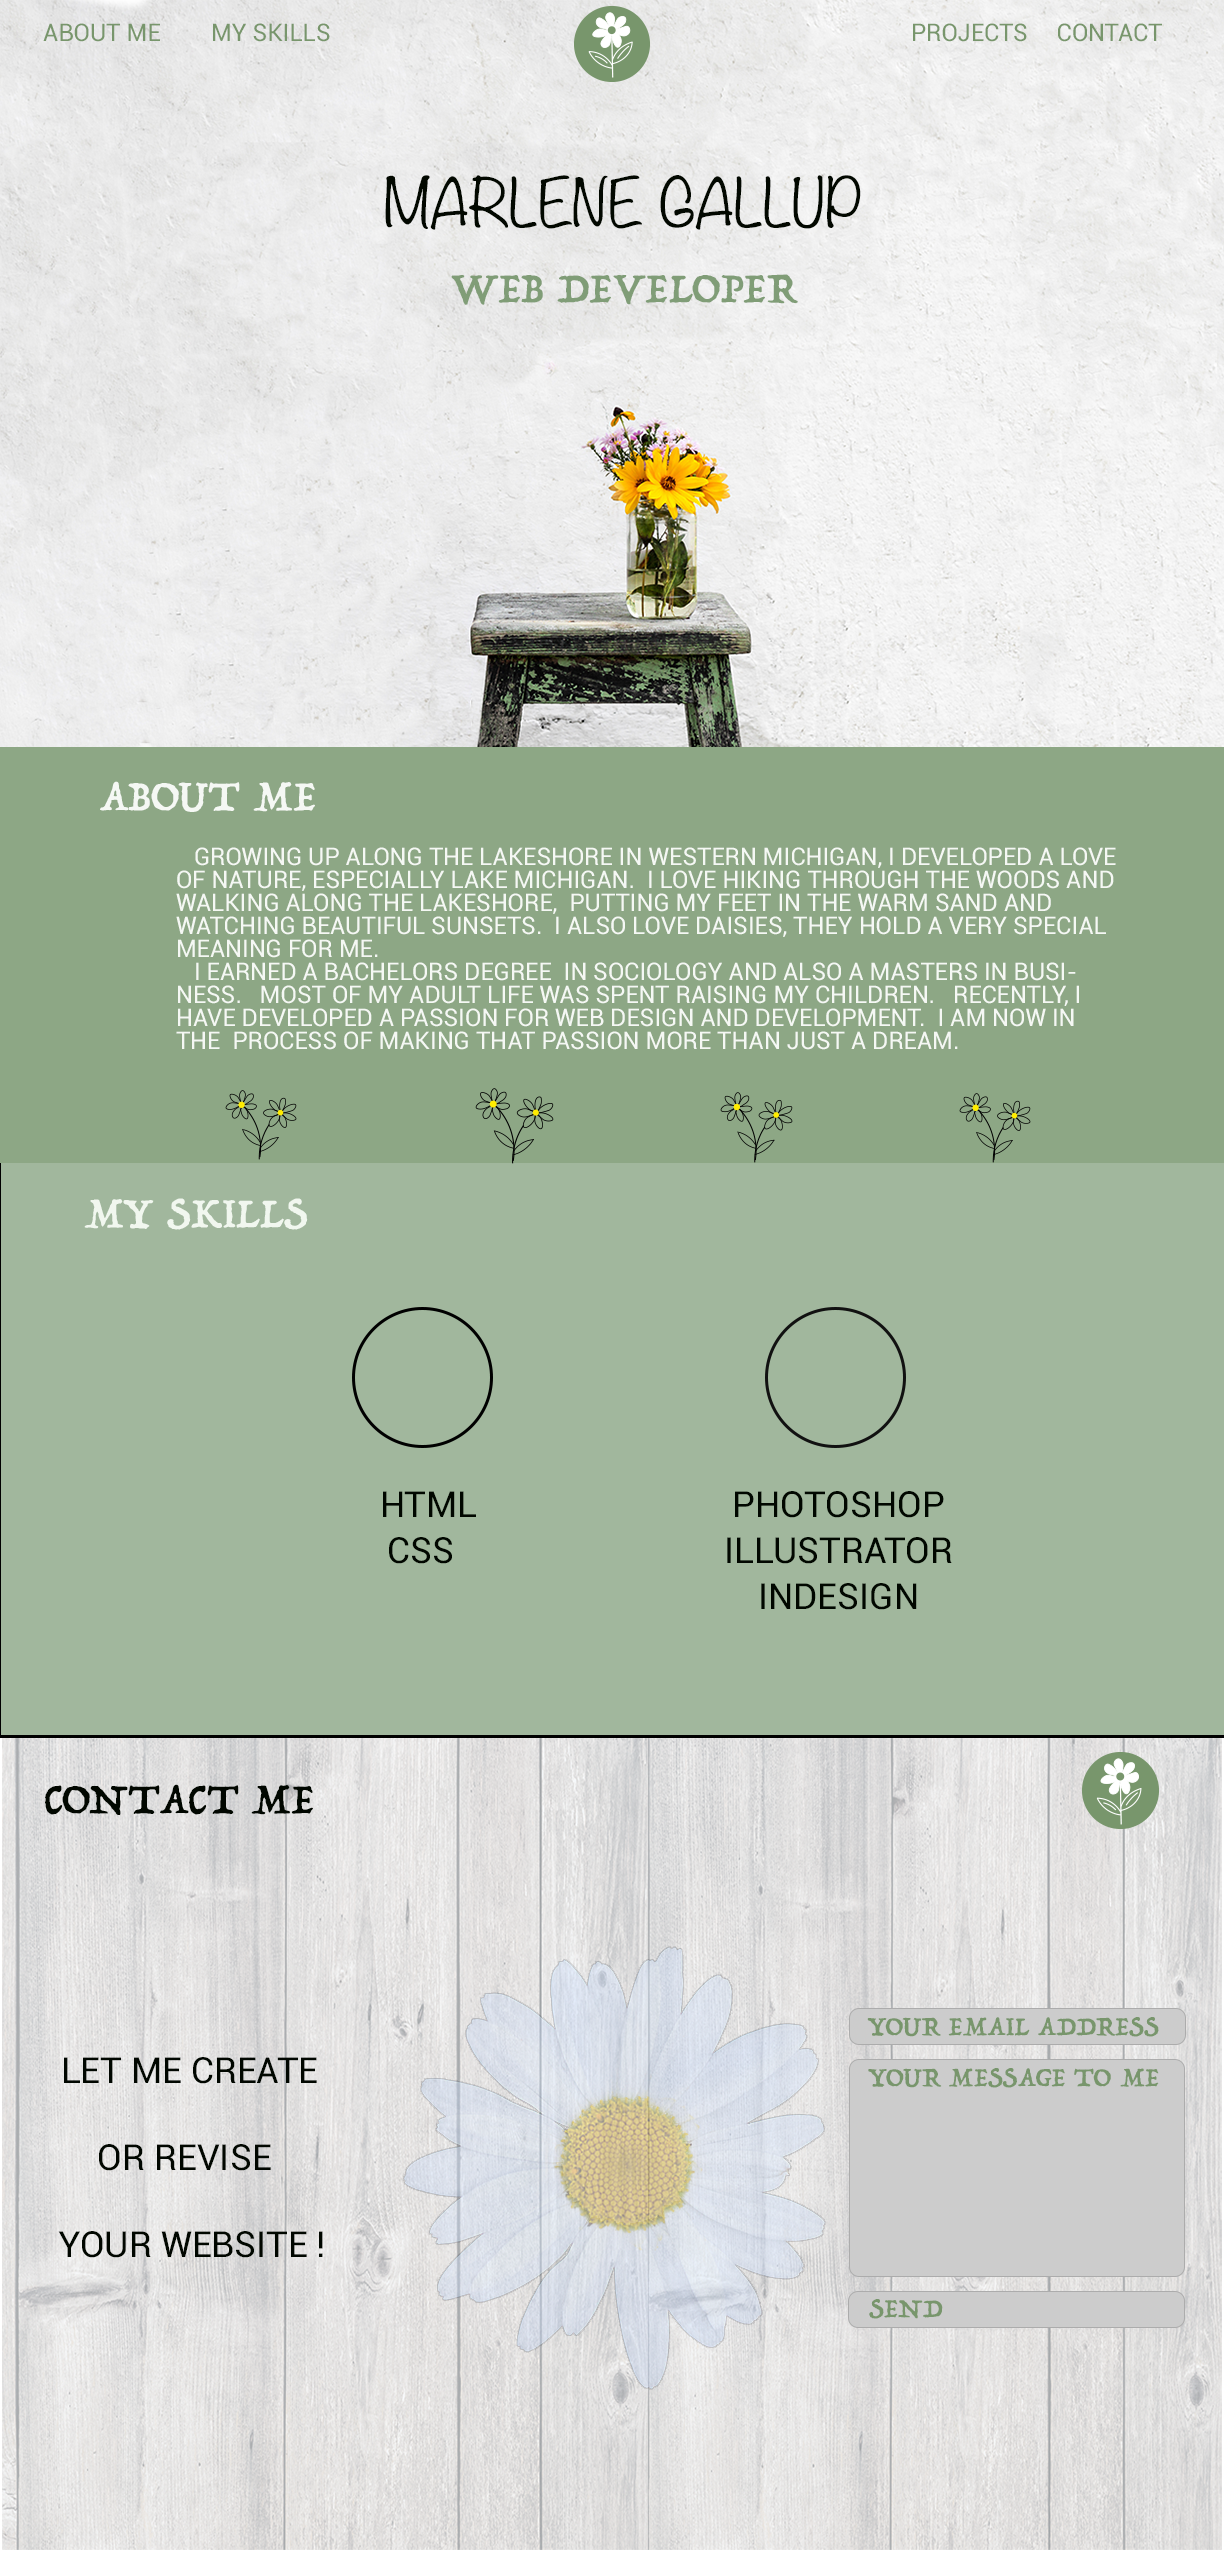 ABOUT ME
MY SKILLS
PROJECTS
CONTACT
MARLENE GALLUP
WEB DEVELOPER
ABOUT ME
GROWING UP ALONG THE LAKESHORE IN WESTERN MICHIGAN, I DEVELOPED A LOVE
OF NATURE, ESPECIALLY LAKE MICHIGAN. I LOVE HIKING THROUGH THE WOODS AND
WALKING ALONG THE LAKESHORE, PUTTING MY FEET IN THE WARM SAND AND
WATCHING BEAUTIFUL SUNSETS. I ALSO LOVE DAISIES, THEY HOLD A VERY SPECIAL
MEANING FOR ME.
I EARNED A BACHELORS DEGREE IN SOCIOLOGY AND ALSO A MASTERS IN BUSI-
NESS. MOST OF MY ADULT LIFE WAS SPENT RAISING MY CHILDREN. RECENTLY, I
HAVE DEVELOPED A PASSION FOR WEB DESIGN AND DEVELOPMENT. I AM NOW IN
THE PROCESS OF MAKING THAT PASSION MORE THAN JUST A DREAM.
MY SKILLS
HTML
CSS
PHOTOSHOP
ILLUSTRATOR
INDESIGN
CONTACT ME
LET ME CREATE
OR REVISE
YOUR WEBSITE !
YOUR EMAIL ADDRESS
YOUR MESSAGE TO ME
SEND